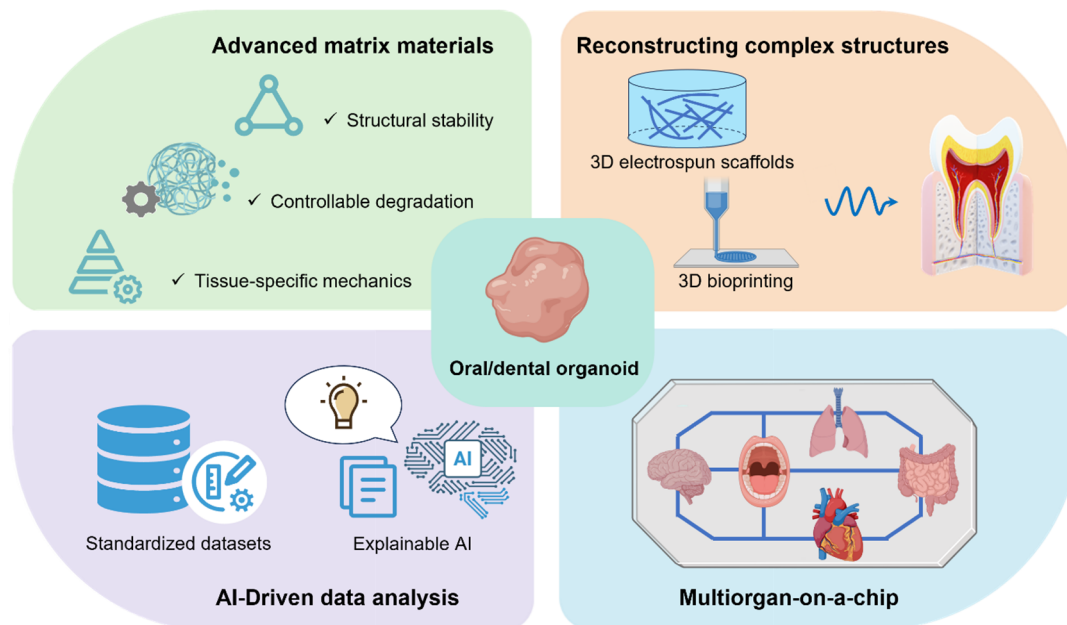 Advanced matrix materials
✓ Structural stability
✓ Controllable degradation
✓ Tissue-specific mechanics
Reconstructing complex structures
3D electrospun scaffolds
3D bioprinting
Oral/dental organoid
AI
Standardized datasets
Explainable AI
AI-Driven data analysis
Multiorgan-on-a-chip